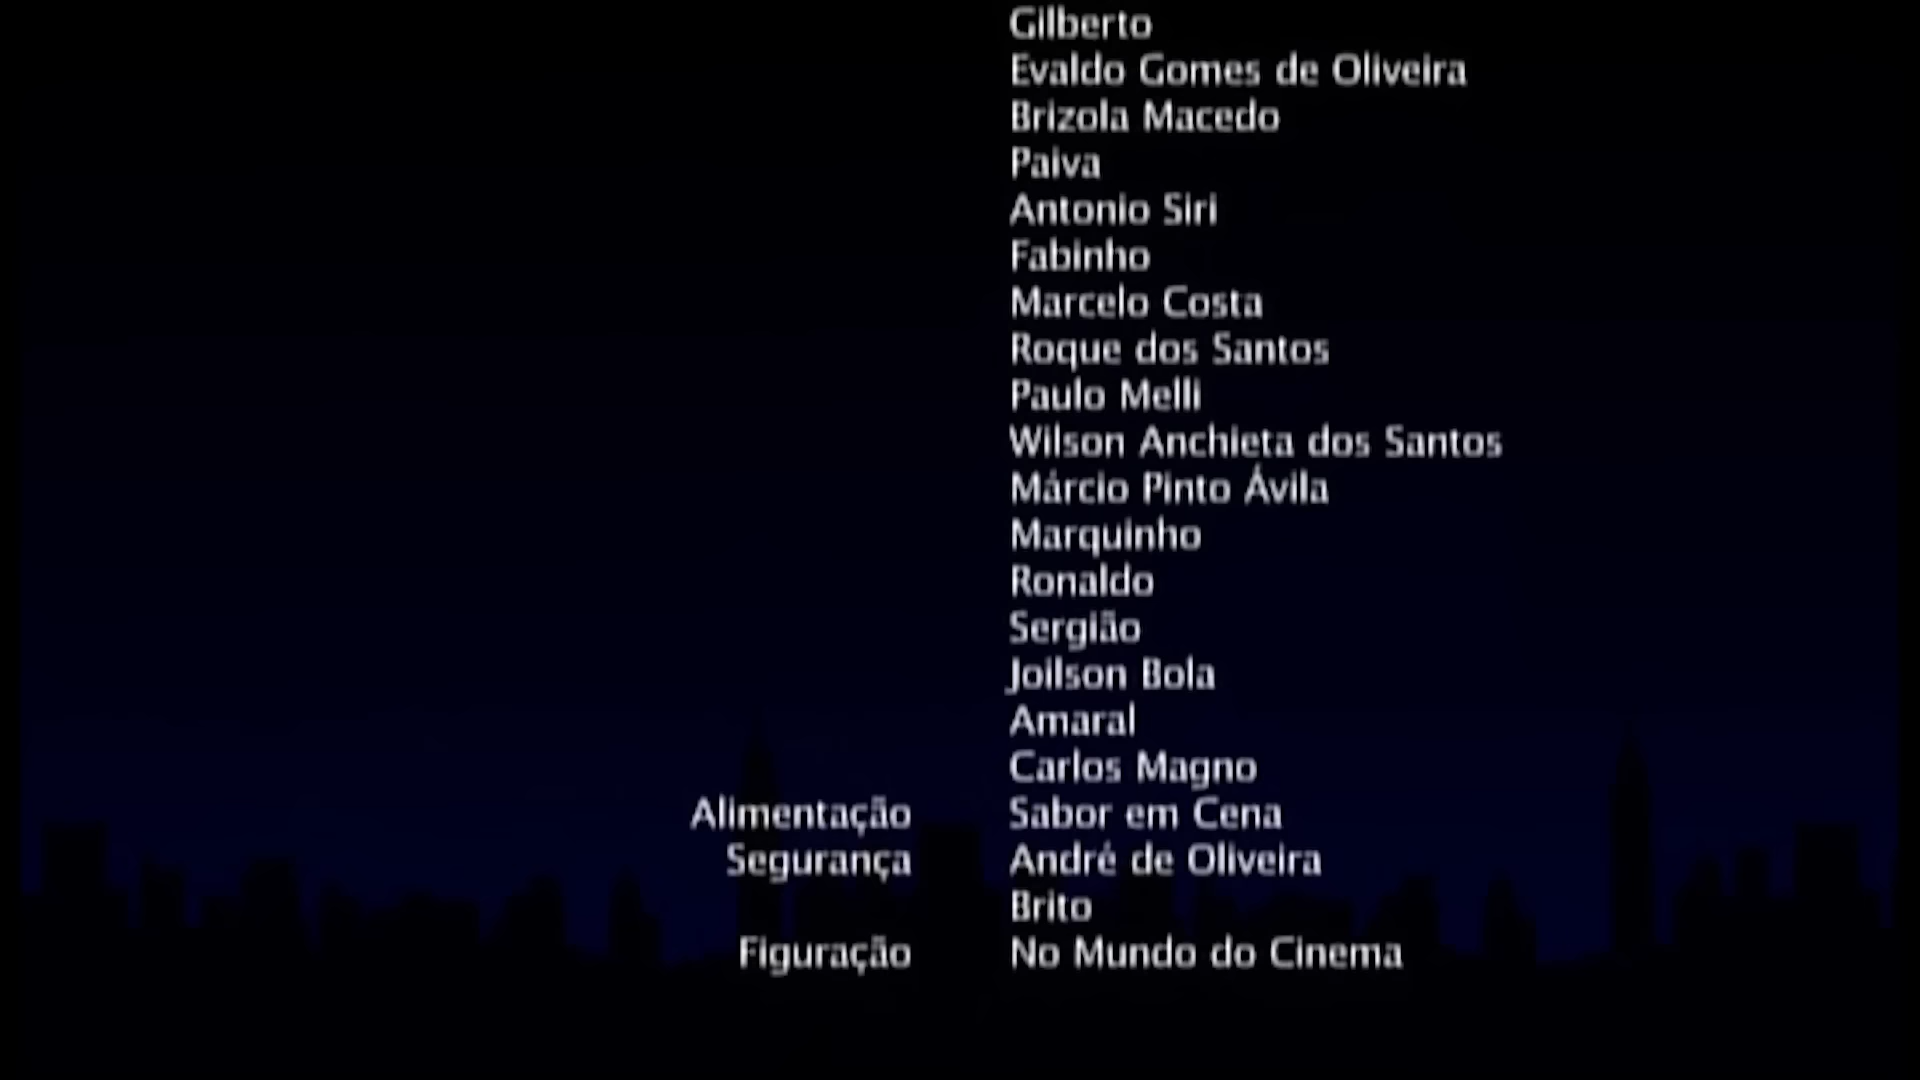 Gilberto
Evaldo Gomes de Oliveira
Brizola Macedo
Paiva
Antonio Siri
Fabinho
Marcelo Costa
Roque dos Santos
Paulo Melli
Wilson Anchieta dos Santos
Márcio Pinto Ávila
Marquinho
Ronaldo
Sergião
Joilson Bola
Amaral
Carlos Magno
Alimentação Sabor em Cena
Segurança André de Oliveira
Brito
Figuração No Mundo do Cinema